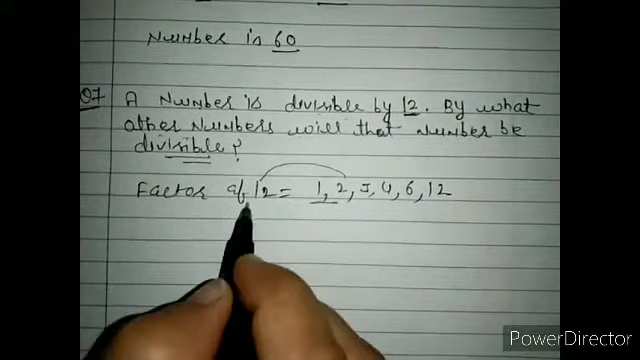 Number is 60
Q7 A Number is divisible by 12. By what
other Numbers will that Number be
divisible?
Factor of 12 = 1, 2, 3, 4, 6, 12
PowerDirector